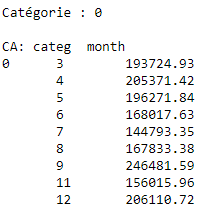 Catégorie : 0
CA: categ  month
0      3        193724.93
       4        205371.42
       5        196271.84
       6        168017.63
       7        144793.35
       8        167833.38
       9        246481.59
       11       156015.96
       12       206110.72